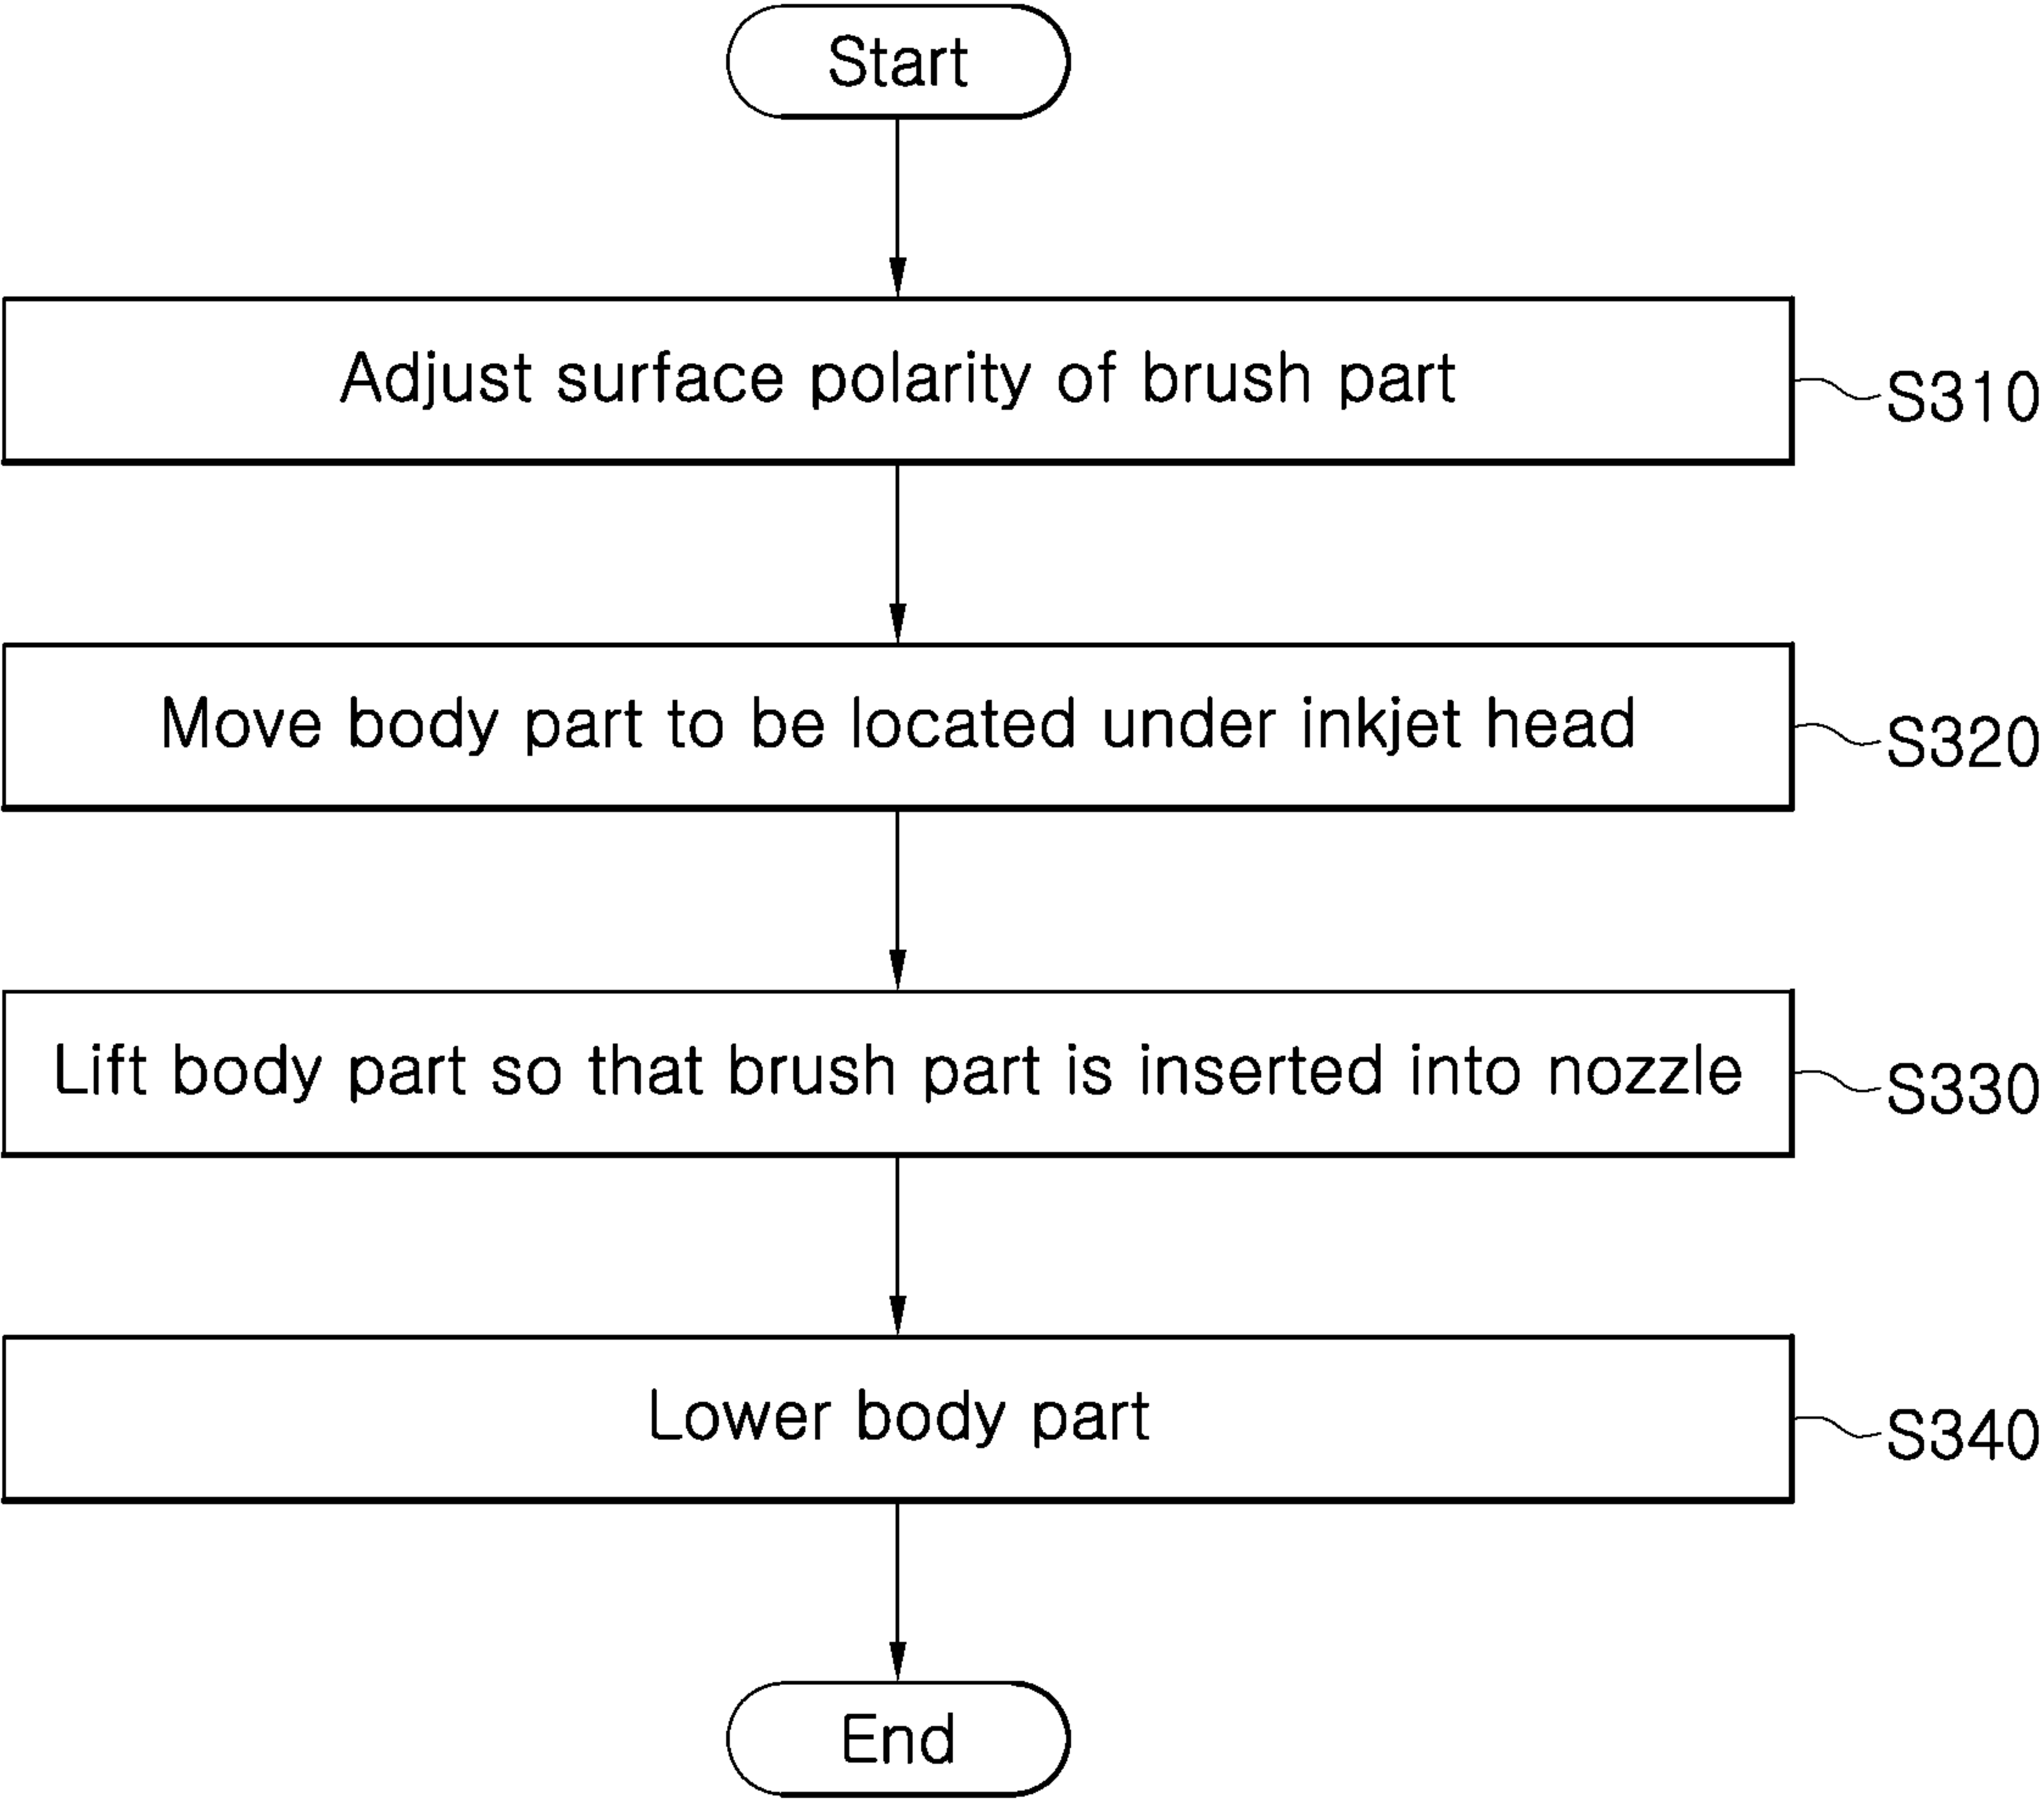 Start
Adjust surface polarity of brush part
S310
Move body part to be located under inkjet head
S320
Lift body part so that brush part is inserted into nozzle
S330
Lower body part
S340
End